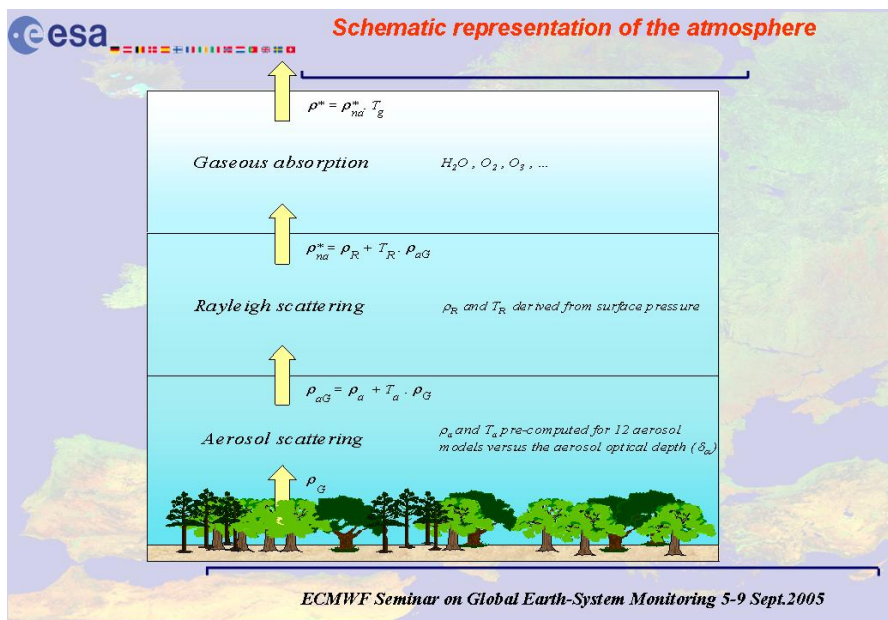 esa
Schematic representation of the atmosphere
ρ* = ρ*na . Tg
Gaseous absorption
H2O , O2 , O3 , ...
ρ*na = ρR + TR . ρaG
Rayleigh scattering
ρR and TR derived from surface pressure
ρaG = ρa + Ta . ρG
Aerosol scattering
ρa and Ta pre-computed for 12 aerosol
models versus the aerosol optical depth (δa)
ρG
ECMWF Seminar on Global Earth-System Monitoring 5-9 Sept.2005